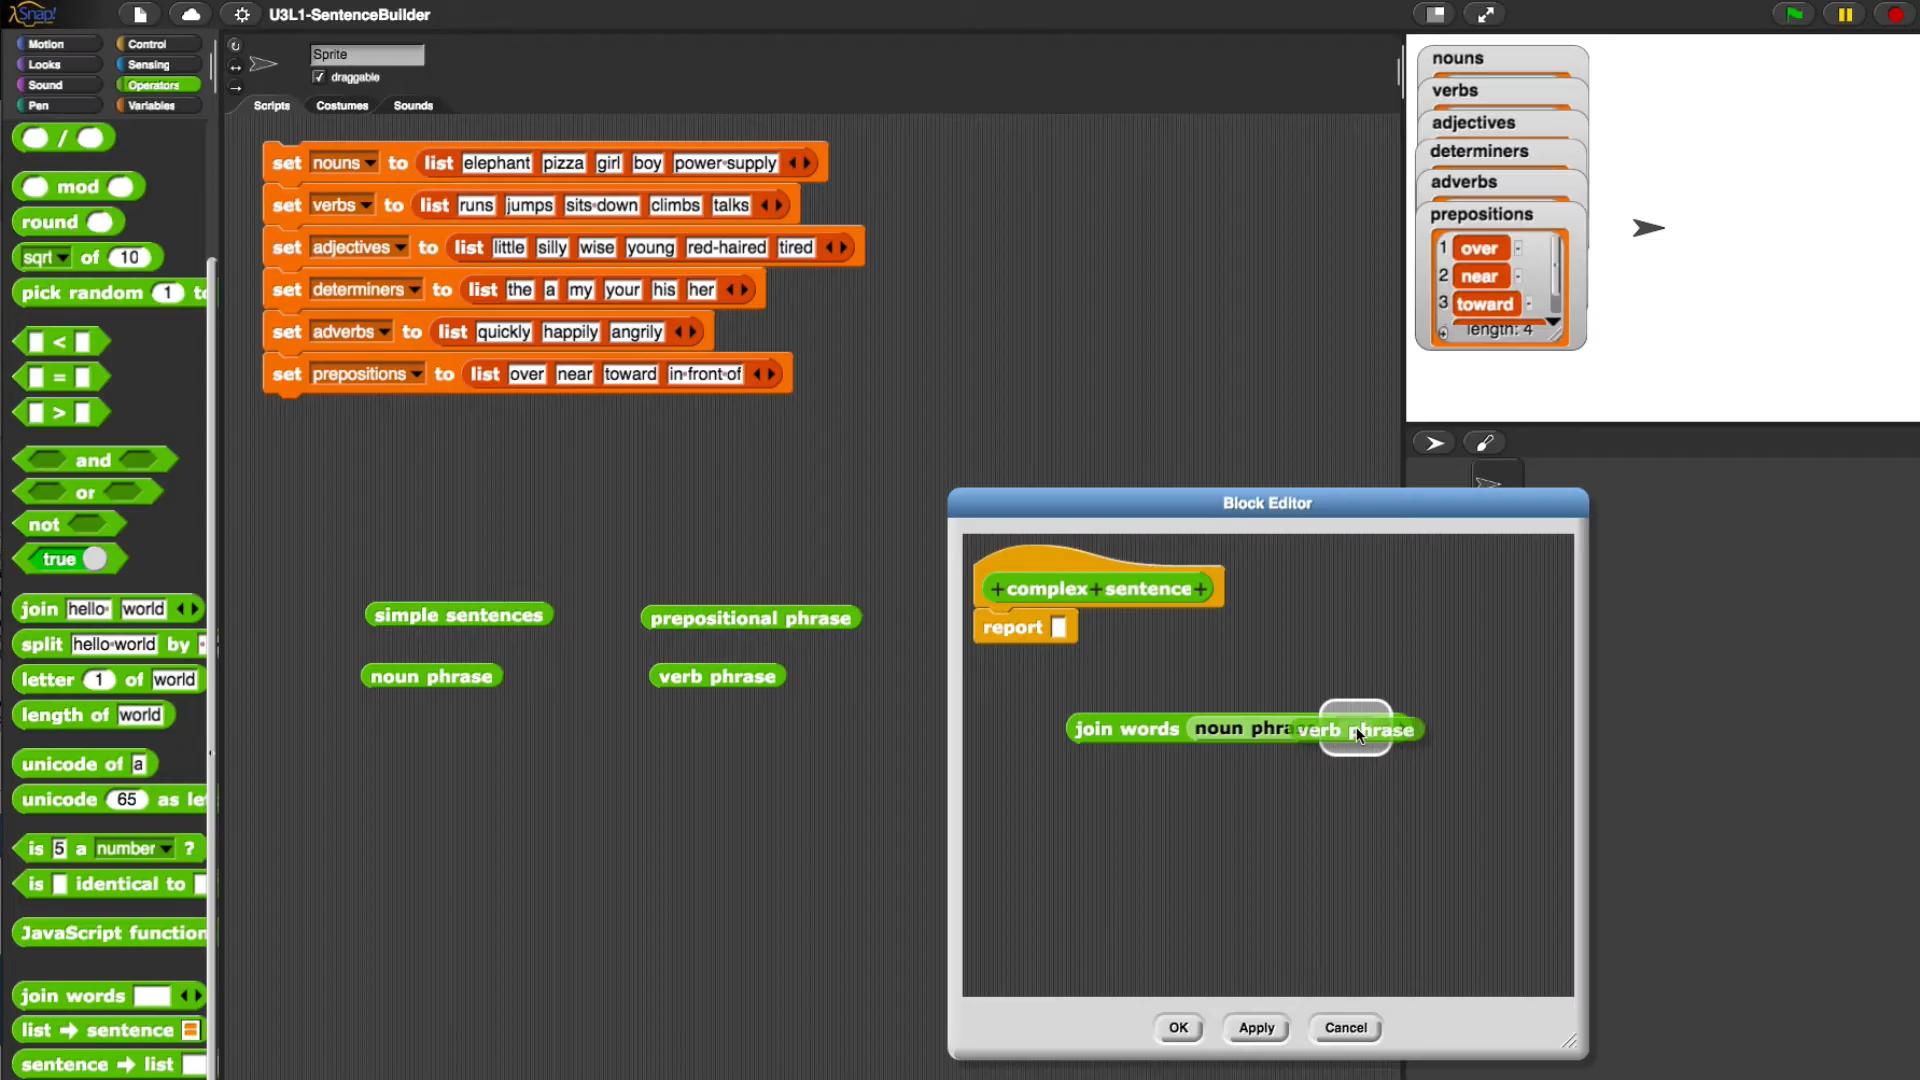 Snap!
U3L1-SentenceBuilder
Motion
Control
Looks
Sensing
Sound
Operators
Pen
Variables
Sprite
draggable
Scripts
Costumes
Sounds
/
mod
round
sqrt of 10
pick random 1 to
<
=
>
and
or
not
true
join hello world
split hello world by
letter 1 of world
length of world
unicode of a
unicode 65 as let
is 5 a number ?
is identical to
JavaScript function
join words
list → sentence
sentence → list
set nouns to list elephant pizza girl boy power supply
set verbs to list runs jumps sits down climbs talks
set adjectives to list little silly wise young red-haired tired
set determiners to list the a my your his her
set adverbs to list quickly happily angrily
set prepositions to list over near toward in front of
simple sentences
prepositional phrase
noun phrase
verb phrase
Block Editor
+complex+sentence+
report
join words noun phra verb phrase
OK
Apply
Cancel
nouns
verbs
adjectives
determiners
adverbs
prepositions
1 over
2 near
3 toward
length: 4